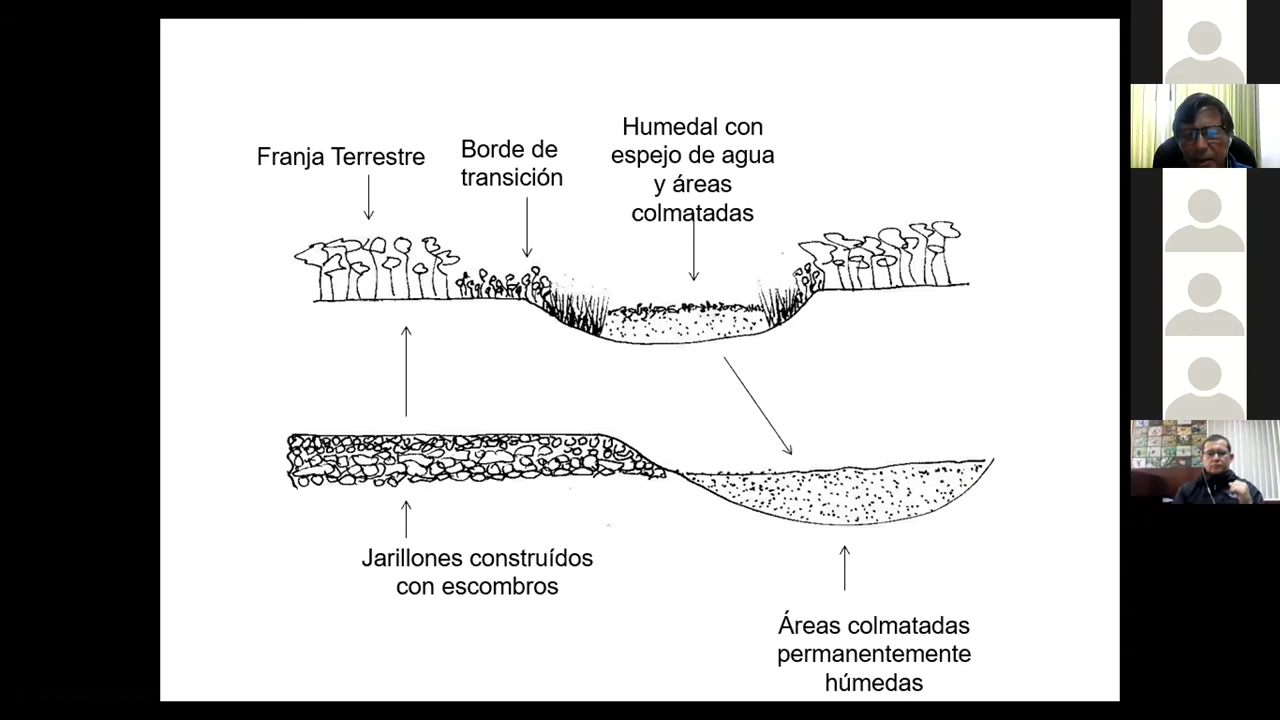 Franja Terrestre
Borde de
transición
Humedal con
espejo de agua
y áreas
colmatadas
Jarillones construídos
con escombros
Áreas colmatadas
permanentemente
húmedas